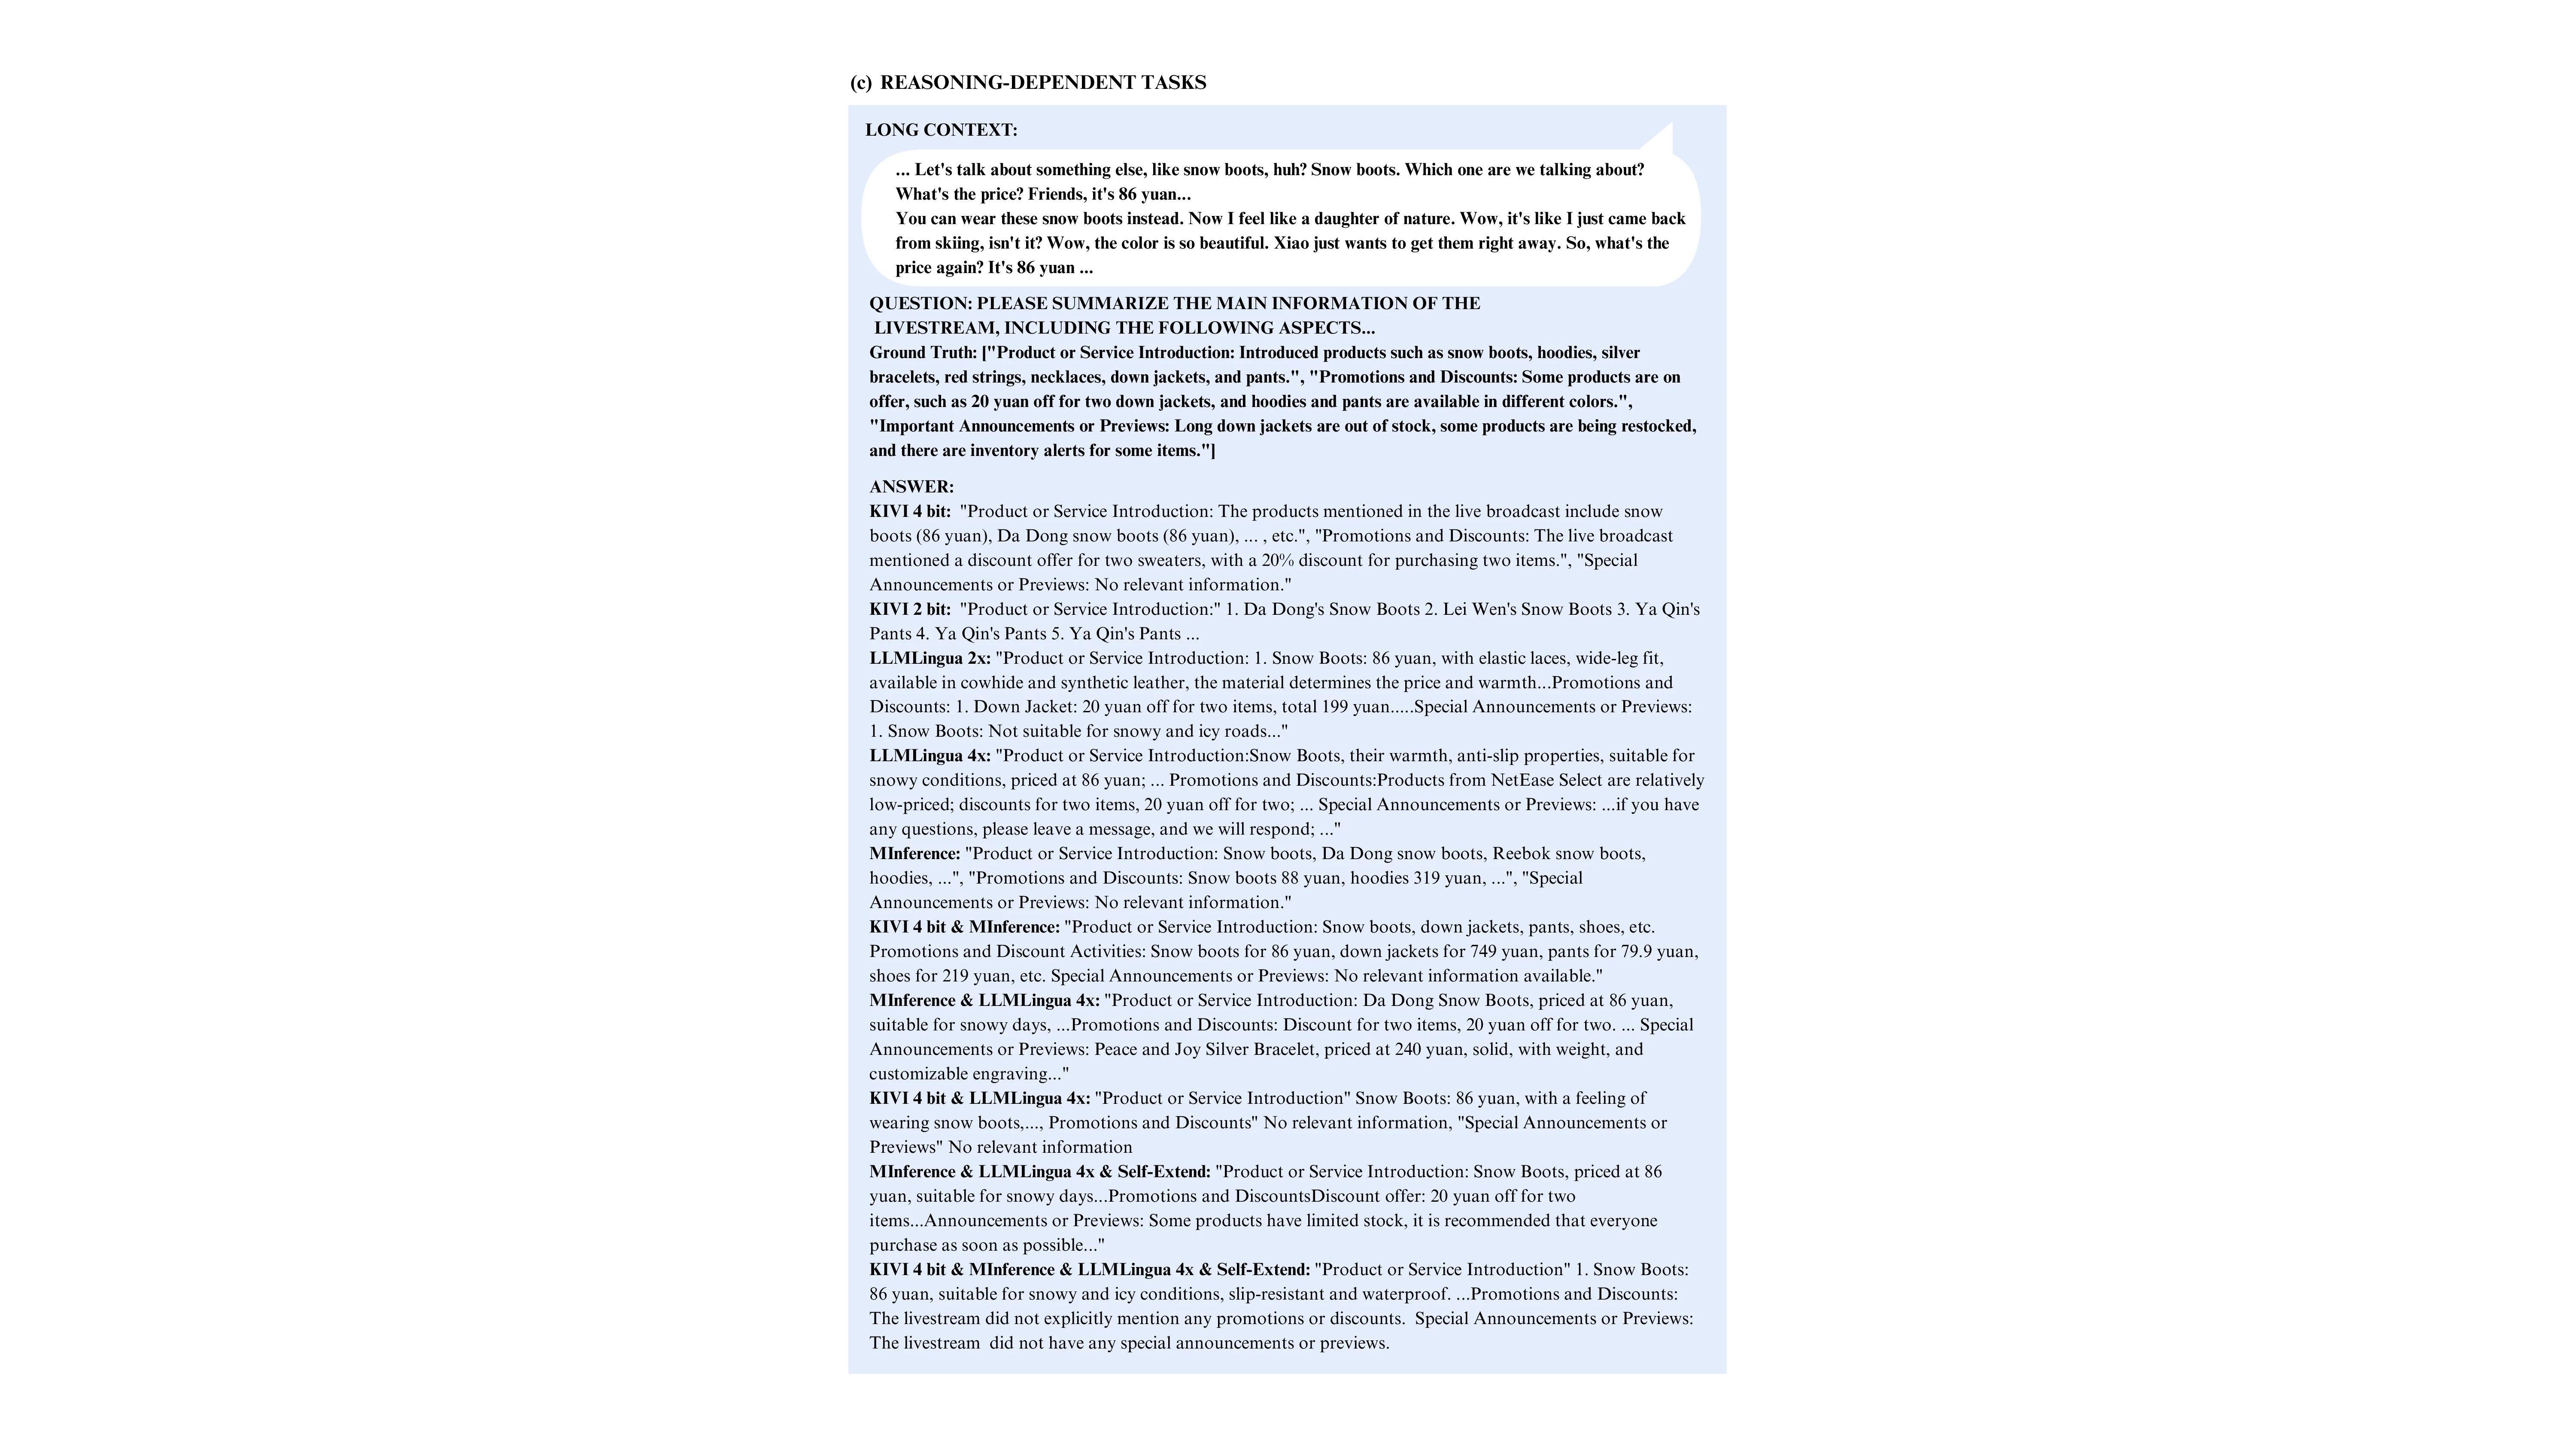 (c) REASONING-DEPENDENT TASKS
LONG CONTEXT:
... Let's talk about something else, like snow boots, huh? Snow boots. Which one are we talking about?
What's the price? Friends, it's 86 yuan...
You can wear these snow boots instead. Now I feel like a daughter of nature. Wow, it's like I just came back
from skiing, isn't it? Wow, the color is so beautiful. Xiao just wants to get them right away. So, what's the
price again? It's 86 yuan ...
QUESTION: PLEASE SUMMARIZE THE MAIN INFORMATION OF THE
LIVESTREAM, INCLUDING THE FOLLOWING ASPECTS...
Ground Truth: ["Product or Service Introduction: Introduced products such as snow boots, hoodies, silver
bracelets, red strings, necklaces, down jackets, and pants.", "Promotions and Discounts: Some products are on
offer, such as 20 yuan off for two down jackets, and hoodies and pants are available in different colors.",
"Important Announcements or Previews: Long down jackets are out of stock, some products are being restocked,
and there are inventory alerts for some items."]
ANSWER:
KIVI 4 bit: "Product or Service Introduction: The products mentioned in the live broadcast include snow
boots (86 yuan), Da Dong snow boots (86 yuan), ... , etc.", "Promotions and Discounts: The live broadcast
mentioned a discount offer for two sweaters, with a 20% discount for purchasing two items.", "Special
Announcements or Previews: No relevant information."
KIVI 2 bit: "Product or Service Introduction:" 1. Da Dong's Snow Boots 2. Lei Wen's Snow Boots 3. Ya Qin's
Pants 4. Ya Qin's Pants 5. Ya Qin's Pants ...
LLMLingua 2x: "Product or Service Introduction: 1. Snow Boots: 86 yuan, with elastic laces, wide-leg fit,
available in cowhide and synthetic leather, the material determines the price and warmth...Promotions and
Discounts: 1. Down Jacket: 20 yuan off for two items, total 199 yuan.....Special Announcements or Previews:
1. Snow Boots: Not suitable for snowy and icy roads..."
LLMLingua 4x: "Product or Service Introduction:Snow Boots, their warmth, anti-slip properties, suitable for
snowy conditions, priced at 86 yuan; ... Promotions and Discounts:Products from NetEase Select are relatively
low-priced; discounts for two items, 20 yuan off for two; ... Special Announcements or Previews: ...if you have
any questions, please leave a message, and we will respond; ..."
MInference: "Product or Service Introduction: Snow boots, Da Dong snow boots, Reebok snow boots,
hoodies, ...", "Promotions and Discounts: Snow boots 88 yuan, hoodies 319 yuan, ...", "Special
Announcements or Previews: No relevant information."
KIVI 4 bit & MInference: "Product or Service Introduction: Snow boots, down jackets, pants, shoes, etc.
Promotions and Discount Activities: Snow boots for 86 yuan, down jackets for 749 yuan, pants for 79.9 yuan,
shoes for 219 yuan, etc. Special Announcements or Previews: No relevant information available."
MInference & LLMLingua 4x: "Product or Service Introduction: Da Dong Snow Boots, priced at 86 yuan,
suitable for snowy days, ...Promotions and Discounts: Discount for two items, 20 yuan off for two. ... Special
Announcements or Previews: Peace and Joy Silver Bracelet, priced at 240 yuan, solid, with weight, and
customizable engraving..."
KIVI 4 bit & LLMLingua 4x: "Product or Service Introduction" Snow Boots: 86 yuan, with a feeling of
wearing snow boots,..., Promotions and Discounts" No relevant information, "Special Announcements or
Previews" No relevant information
MInference & LLMLingua 4x & Self-Extend: "Product or Service Introduction: Snow Boots, priced at 86
yuan, suitable for snowy days...Promotions and DiscountsDiscount offer: 20 yuan off for two
items...Announcements or Previews: Some products have limited stock, it is recommended that everyone
purchase as soon as possible..."
KIVI 4 bit & MInference & LLMLingua 4x & Self-Extend: "Product or Service Introduction" 1. Snow Boots:
86 yuan, suitable for snowy and icy conditions, slip-resistant and waterproof. ...Promotions and Discounts:
The livestream did not explicitly mention any promotions or discounts. Special Announcements or Previews:
The livestream did not have any special announcements or previews.